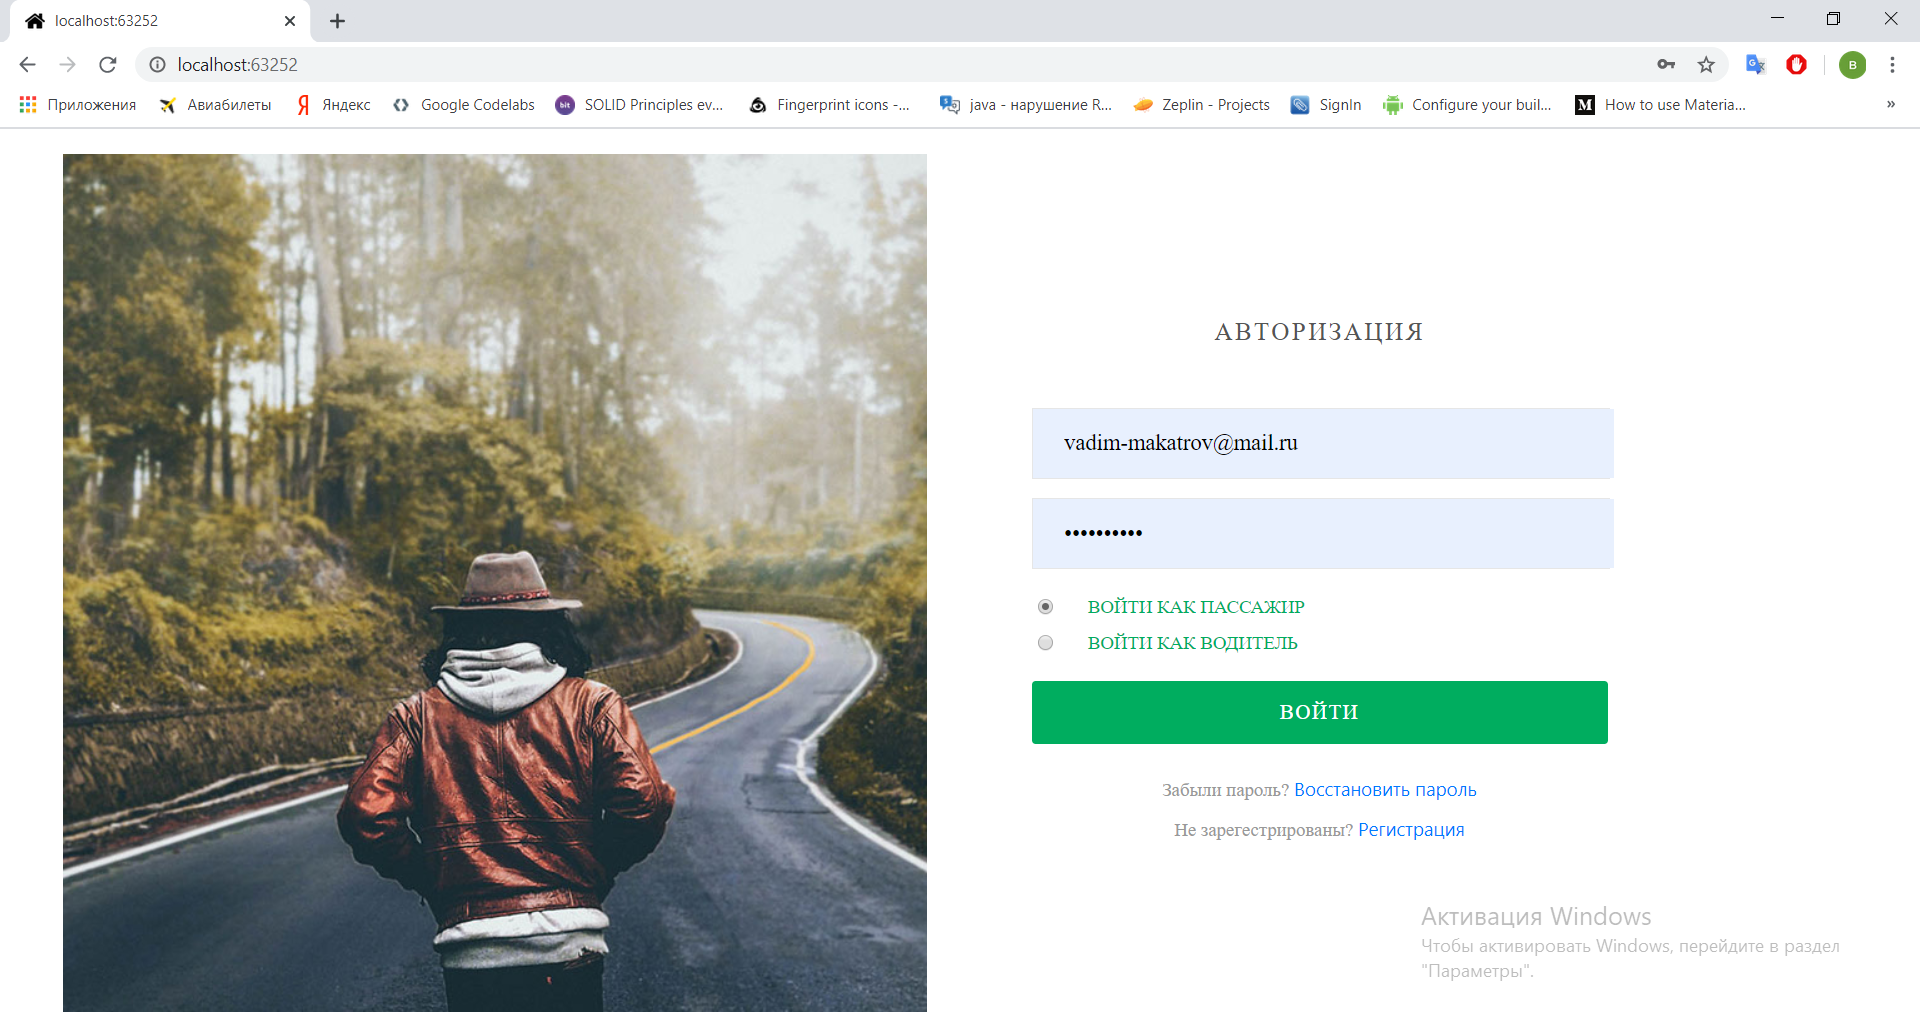 localhost:63252
localhost:63252
B
Приложения
Авиабилеты
Яндекс
Google Codelabs
bit
SOLID Principles ev...
Fingerprint icons -...
java - нарушение R...
Zeplin - Projects
SignIn
Configure your buil...
M
How to use Materia...
»
АВТОРИЗАЦИЯ
vadim-makatrov@mail.ru
••••••••••
ВОЙТИ КАК ПАССАЖИР
ВОЙТИ КАК ВОДИТЕЛЬ
ВОЙТИ
Забыли пароль? Восстановить пароль
Не зарегестрированы? Регистрация
Активация Windows
Чтобы активировать Windows, перейдите в раздел
"Параметры".